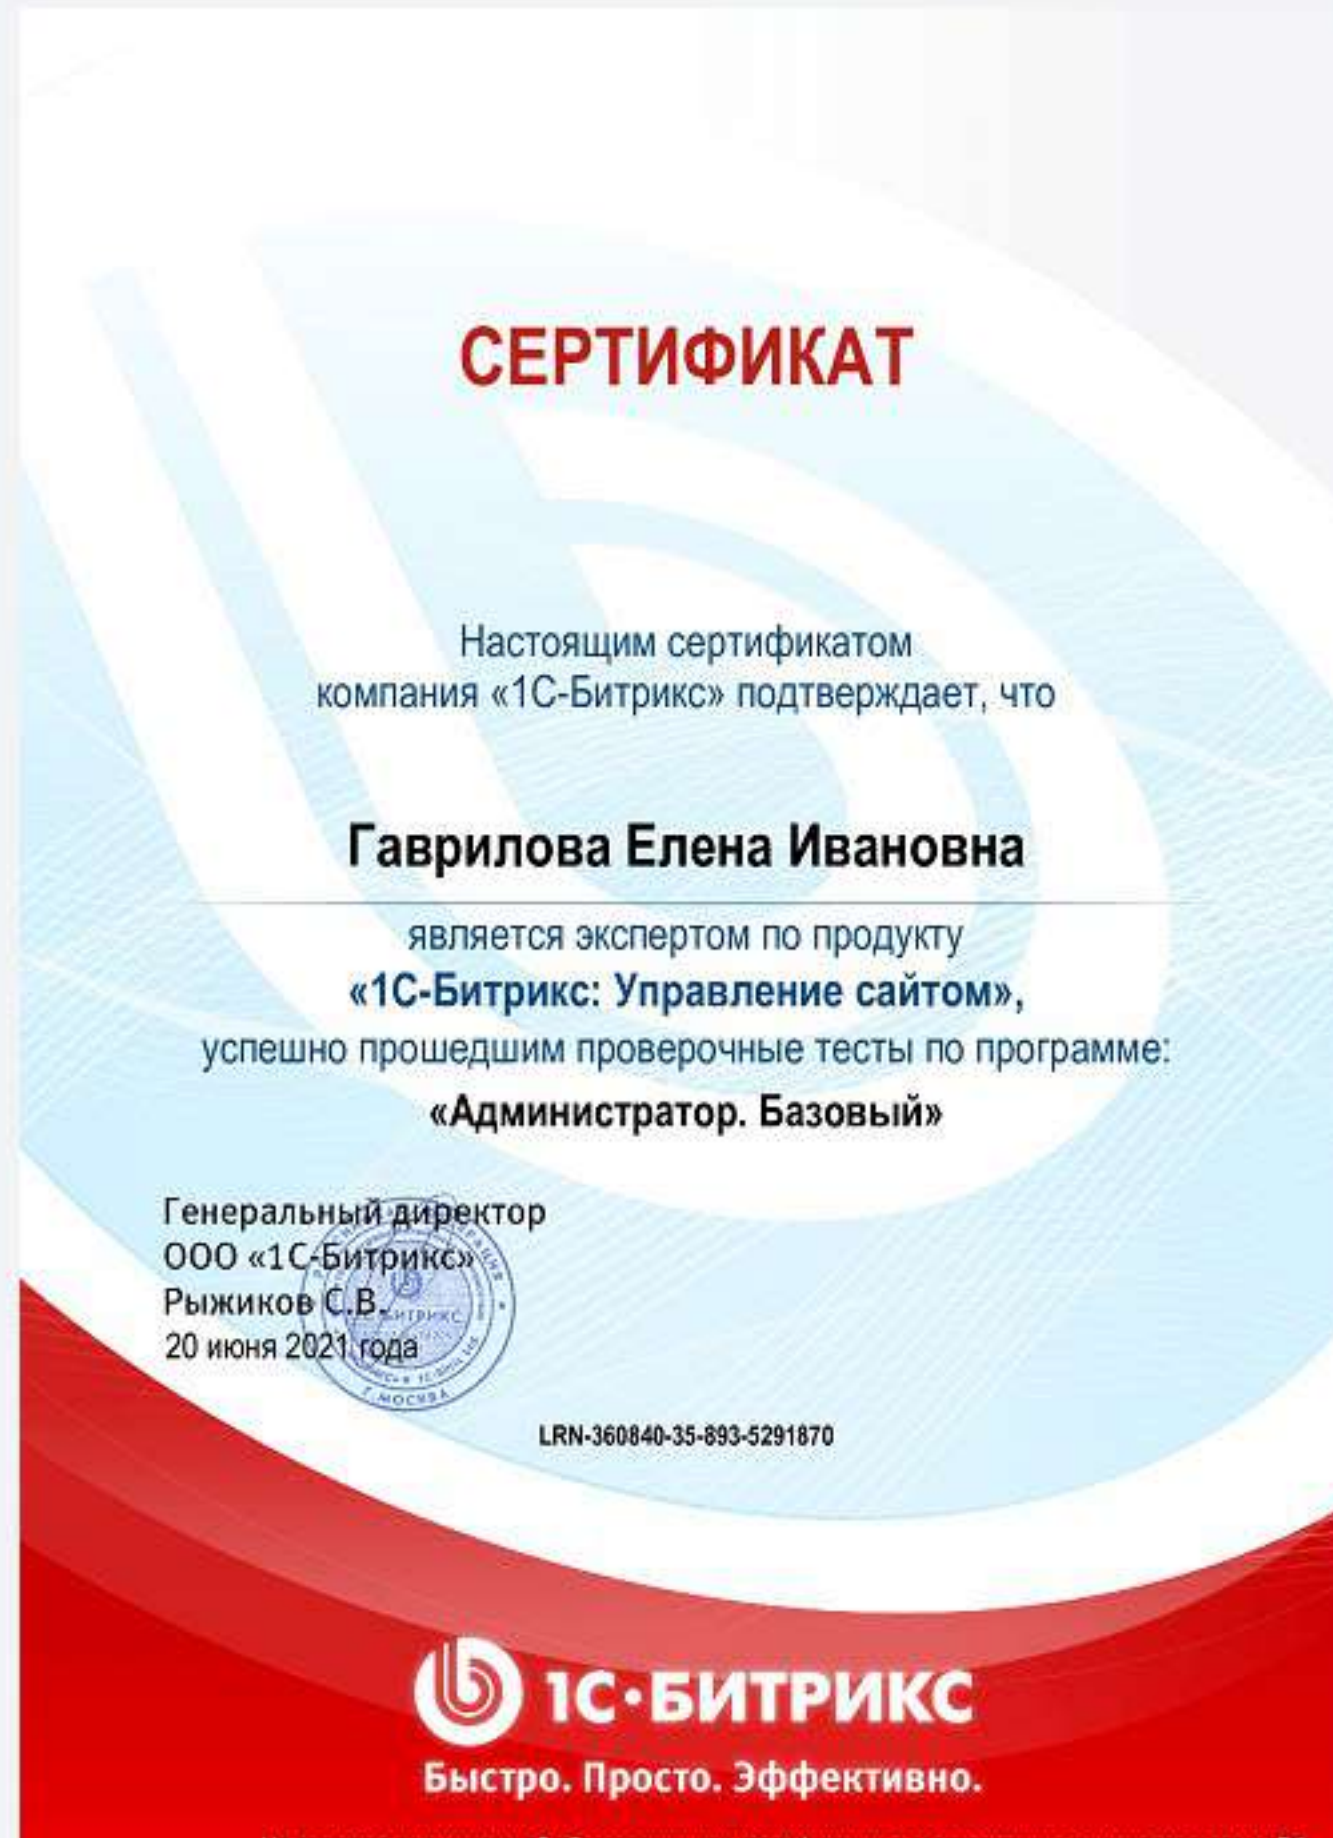 СЕРТИФИКАТ
Настоящим сертификатом
компания «1С-Битрикс» подтверждает, что
Гаврилова Елена Ивановна
является экспертом по продукту
«1С-Битрикс: Управление сайтом»,
успешно прошедшим проверочные тесты по программе:
«Администратор. Базовый»
Генеральный директор
ООО «1С-Битрикс»
Рыжиков С.В.
20 июня 2021 года
Г. МОСКВА
LRN-360840-35-893-5291870
1С·БИТРИКС
Быстро. Просто. Эффективно.